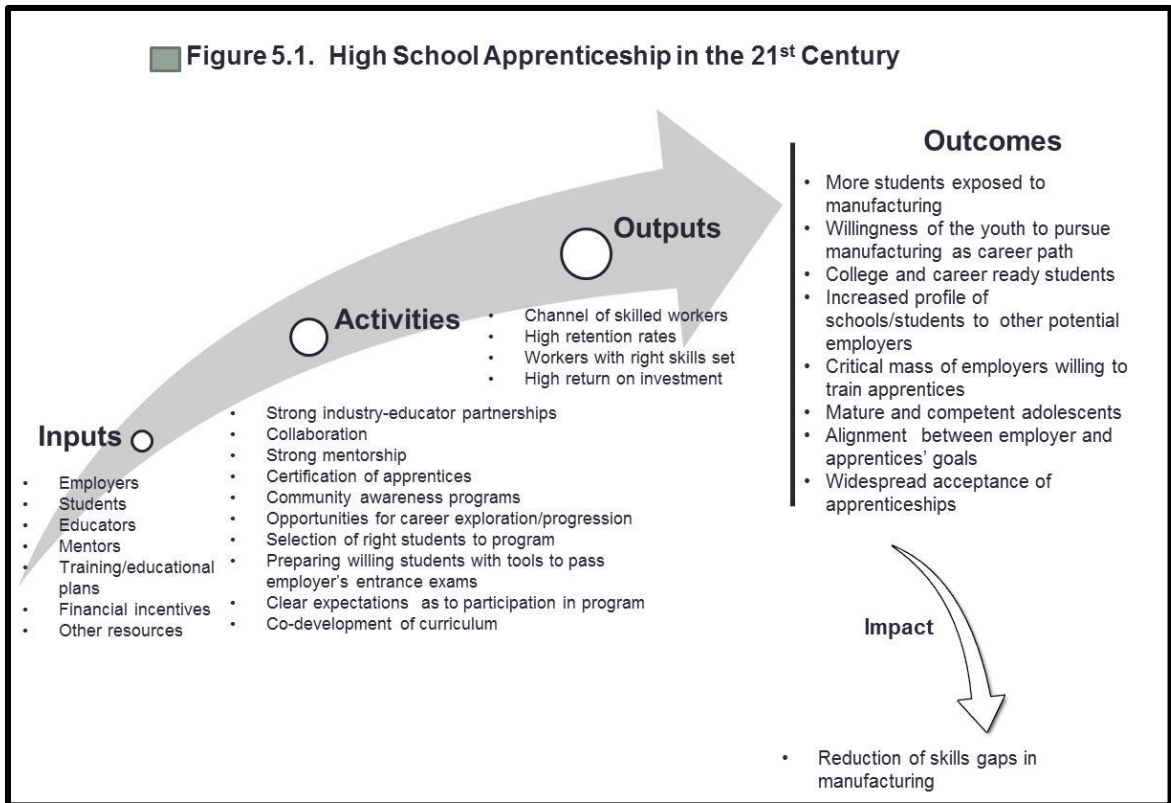 Figure 5.1. High School Apprenticeship in the 21st Century
Inputs
• Employers
• Students
• Educators
• Mentors
• Training/educational
plans
• Financial incentives
• Other resources
Activities
• Strong industry-educator partnerships
• Collaboration
• Strong mentorship
• Certification of apprentices
• Community awareness programs
• Opportunities for career exploration/progression
• Selection of right students to program
• Preparing willing students with tools to pass
employer's entrance exams
• Clear expectations as to participation in program
• Co-development of curriculum
Outputs
• Channel of skilled workers
• High retention rates
• Workers with right skills set
• High return on investment
Outcomes
• More students exposed to
manufacturing
• Willingness of the youth to pursue
manufacturing as career path
• College and career ready students
• Increased profile of
schools/students to other potential
employers
• Critical mass of employers willing to
train apprentices
• Mature and competent adolescents
• Alignment between employer and
apprentices' goals
• Widespread acceptance of
apprenticeships
Impact
• Reduction of skills gaps in
manufacturing